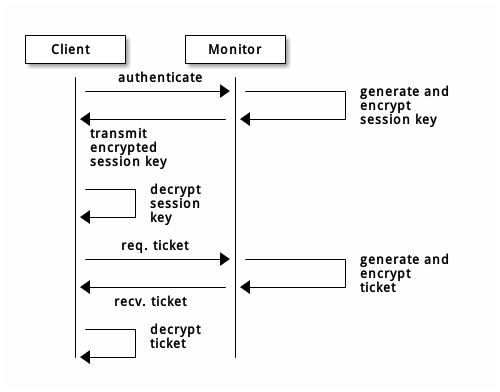 Client
Monitor
authenticate
generate and
encrypt
session key
transmit
encrypted
session key
decrypt
session
key
req. ticket
generate and
encrypt
ticket
recv. ticket
decrypt
ticket